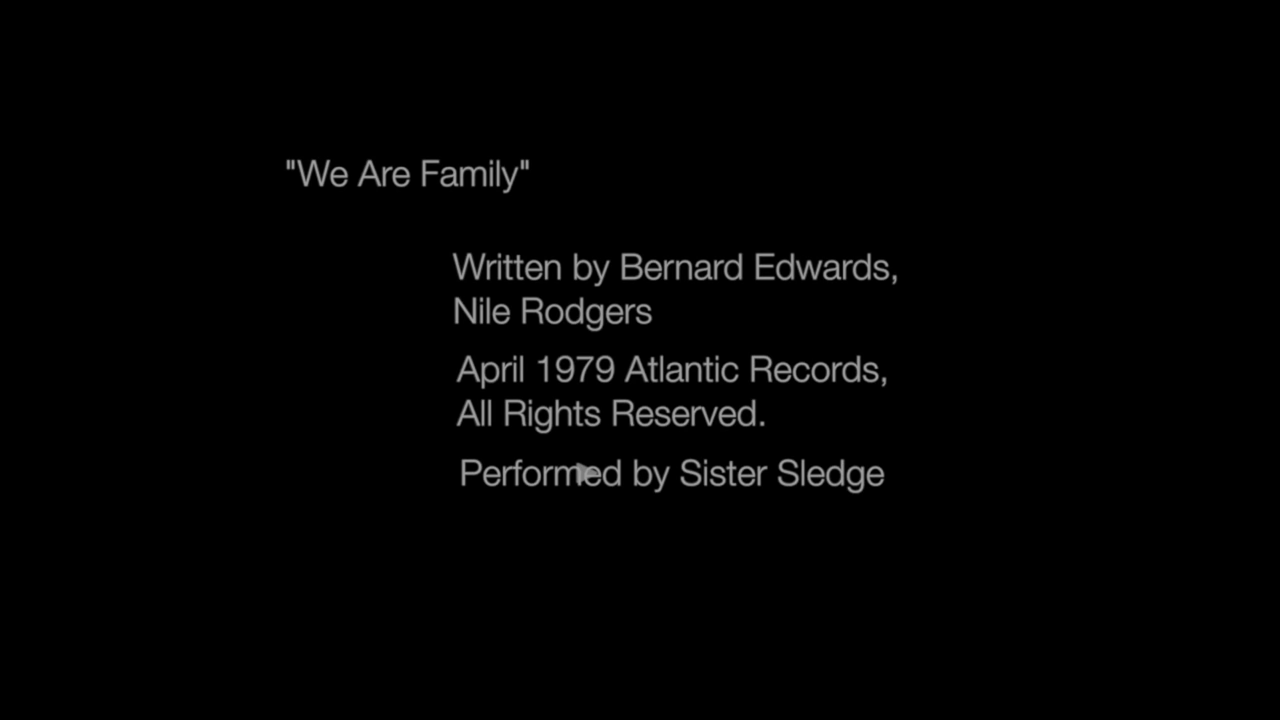 "We Are Family"
Written by Bernard Edwards,
Nile Rodgers
April 1979 Atlantic Records,
All Rights Reserved.
Performed by Sister Sledge